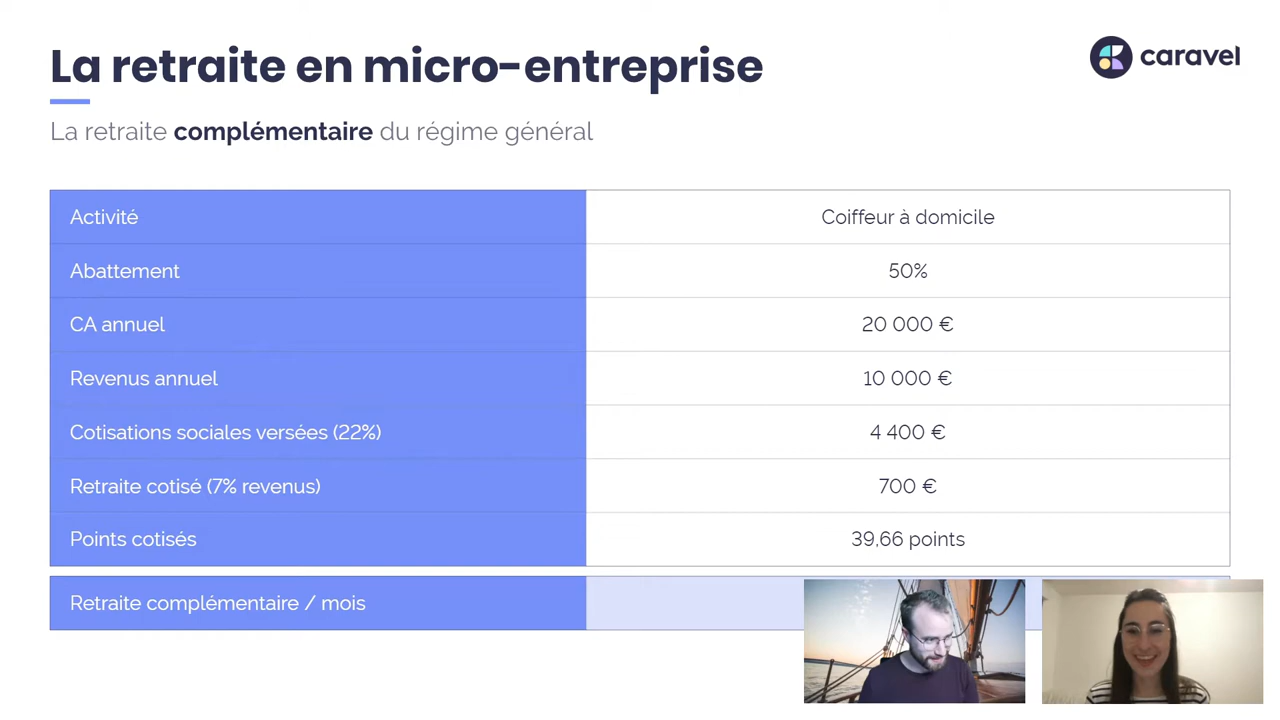 La retraite en micro-entreprise
caravel
La retraite complémentaire du régime général
Activité
Coiffeur à domicile
Abattement
50%
CA annuel
20 000 €
Revenus annuel
10 000 €
Cotisations sociales versées (22%)
4 400 €
Retraite cotisé (7% revenus)
700 €
Points cotisés
39,66 points
Retraite complémentaire / mois